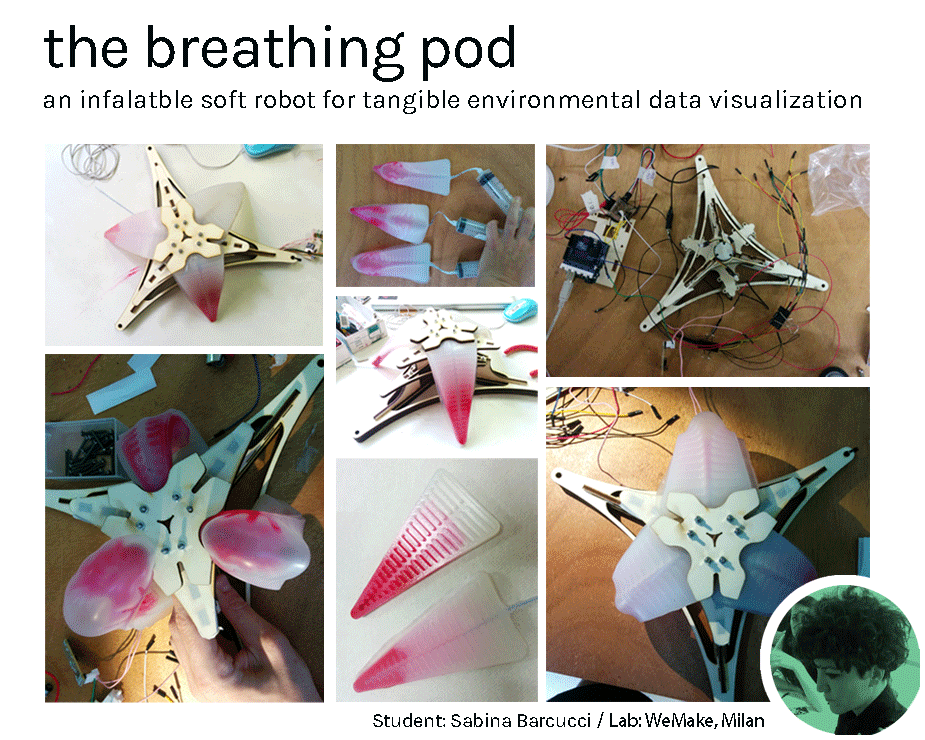 the breathing pod
an infalatble soft robot for tangible environmental data visualization
Student: Sabina Barcucci / Lab: WeMake, Milan